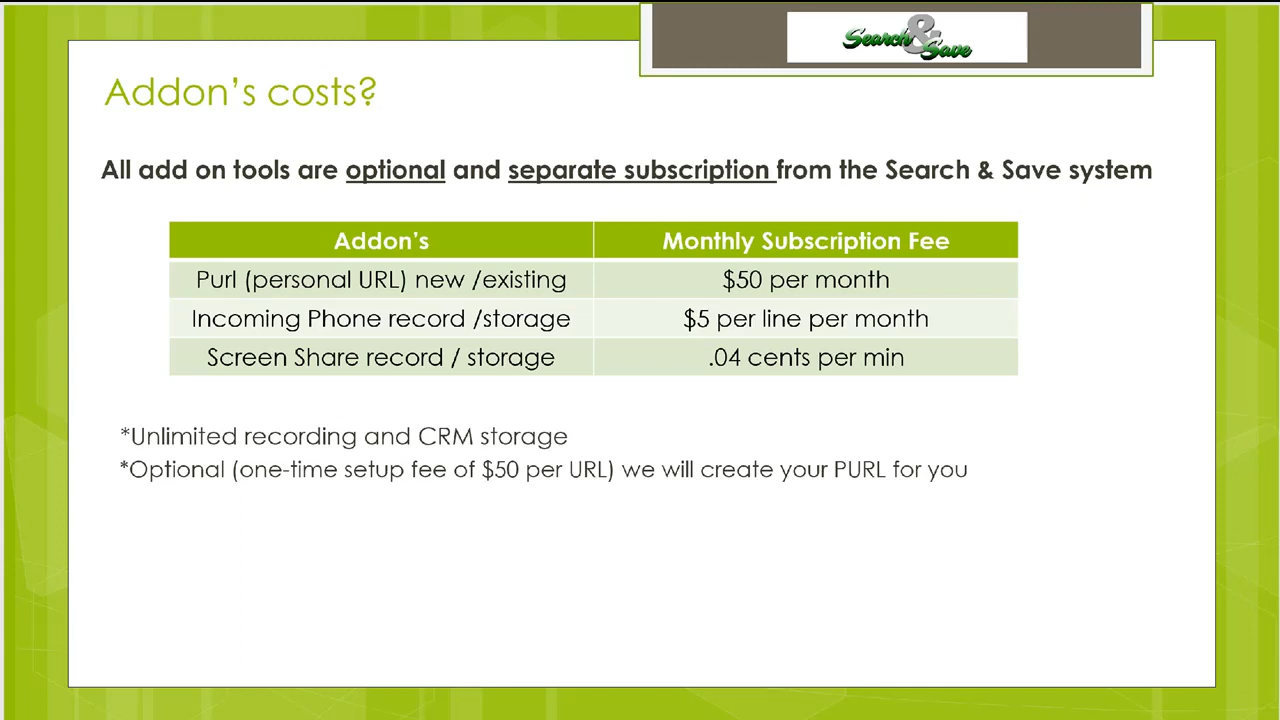 Search & Save
Addon's costs?
All add on tools are optional and separate subscription from the Search & Save system
Addon's Monthly Subscription Fee
Purl (personal URL) new /existing $50 per month
Incoming Phone record /storage $5 per line per month
Screen Share record / storage .04 cents per min
*Unlimited recording and CRM storage
*Optional (one-time setup fee of $50 per URL) we will create your PURL for you